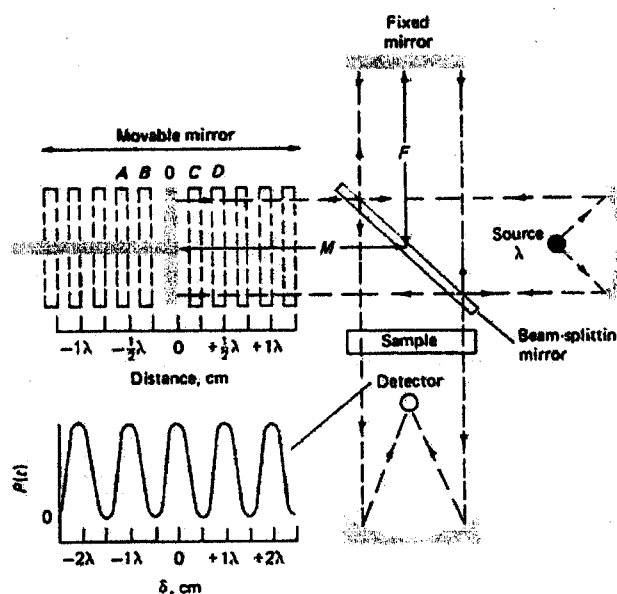 Fixed
mirror
Movable mirror
A B 0 C D
F
M
Source
λ
−1λ −½λ 0 +½λ +1λ
Distance, cm
Sample
Beam-splittin
mirror
Detector
P(t)
0
−2λ −1λ 0 +1λ +2λ
δ, cm